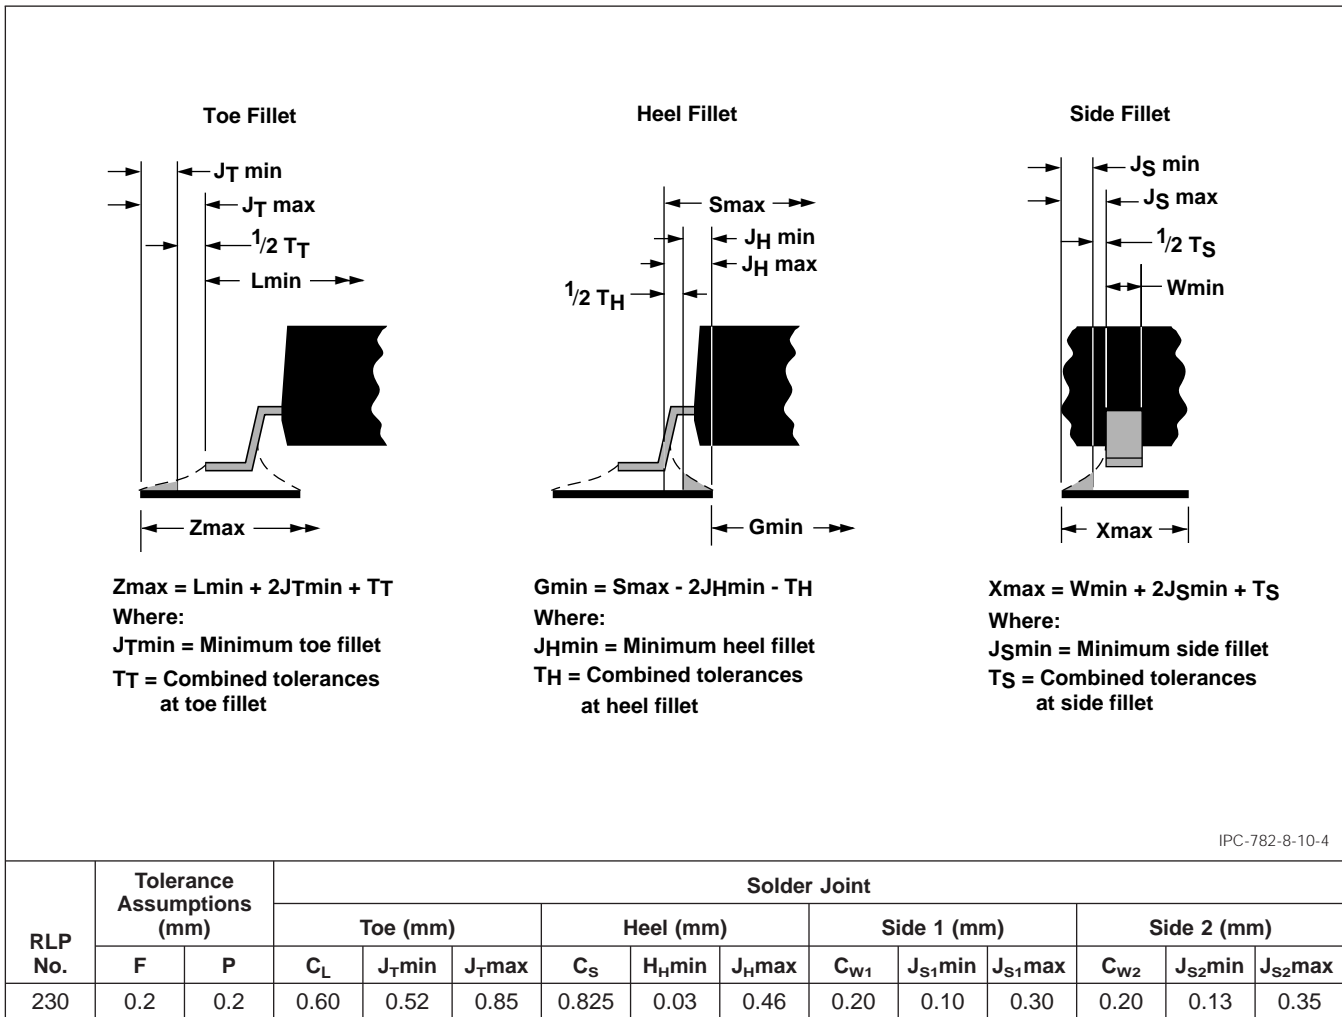 Toe Fillet
JT min
JT max
1/2 TT
Lmin
Zmax
Zmax = Lmin + 2JTmin + TT
Where:
JTmin = Minimum toe fillet
TT = Combined tolerances
at toe fillet
Heel Fillet
Smax
JH min
JH max
1/2 TH
Gmin
Gmin = Smax - 2JHmin - TH
Where:
JHmin = Minimum heel fillet
TH = Combined tolerances
at heel fillet
Side Fillet
JS min
JS max
1/2 TS
Wmin
Xmax
Xmax = Wmin + 2JSmin + TS
Where:
JSmin = Minimum side fillet
TS = Combined tolerances
at side fillet
IPC-782-8-10-4
RLP
No.
Tolerance
Assumptions
(mm)
Solder Joint
Toe (mm) Heel (mm) Side 1 (mm) Side 2 (mm)
F P CL JTmin JTmax CS HHmin JHmax CW1 JS1min JS1max CW2 JS2min JS2max
230 0.2 0.2 0.60 0.52 0.85 0.825 0.03 0.46 0.20 0.10 0.30 0.20 0.13 0.35